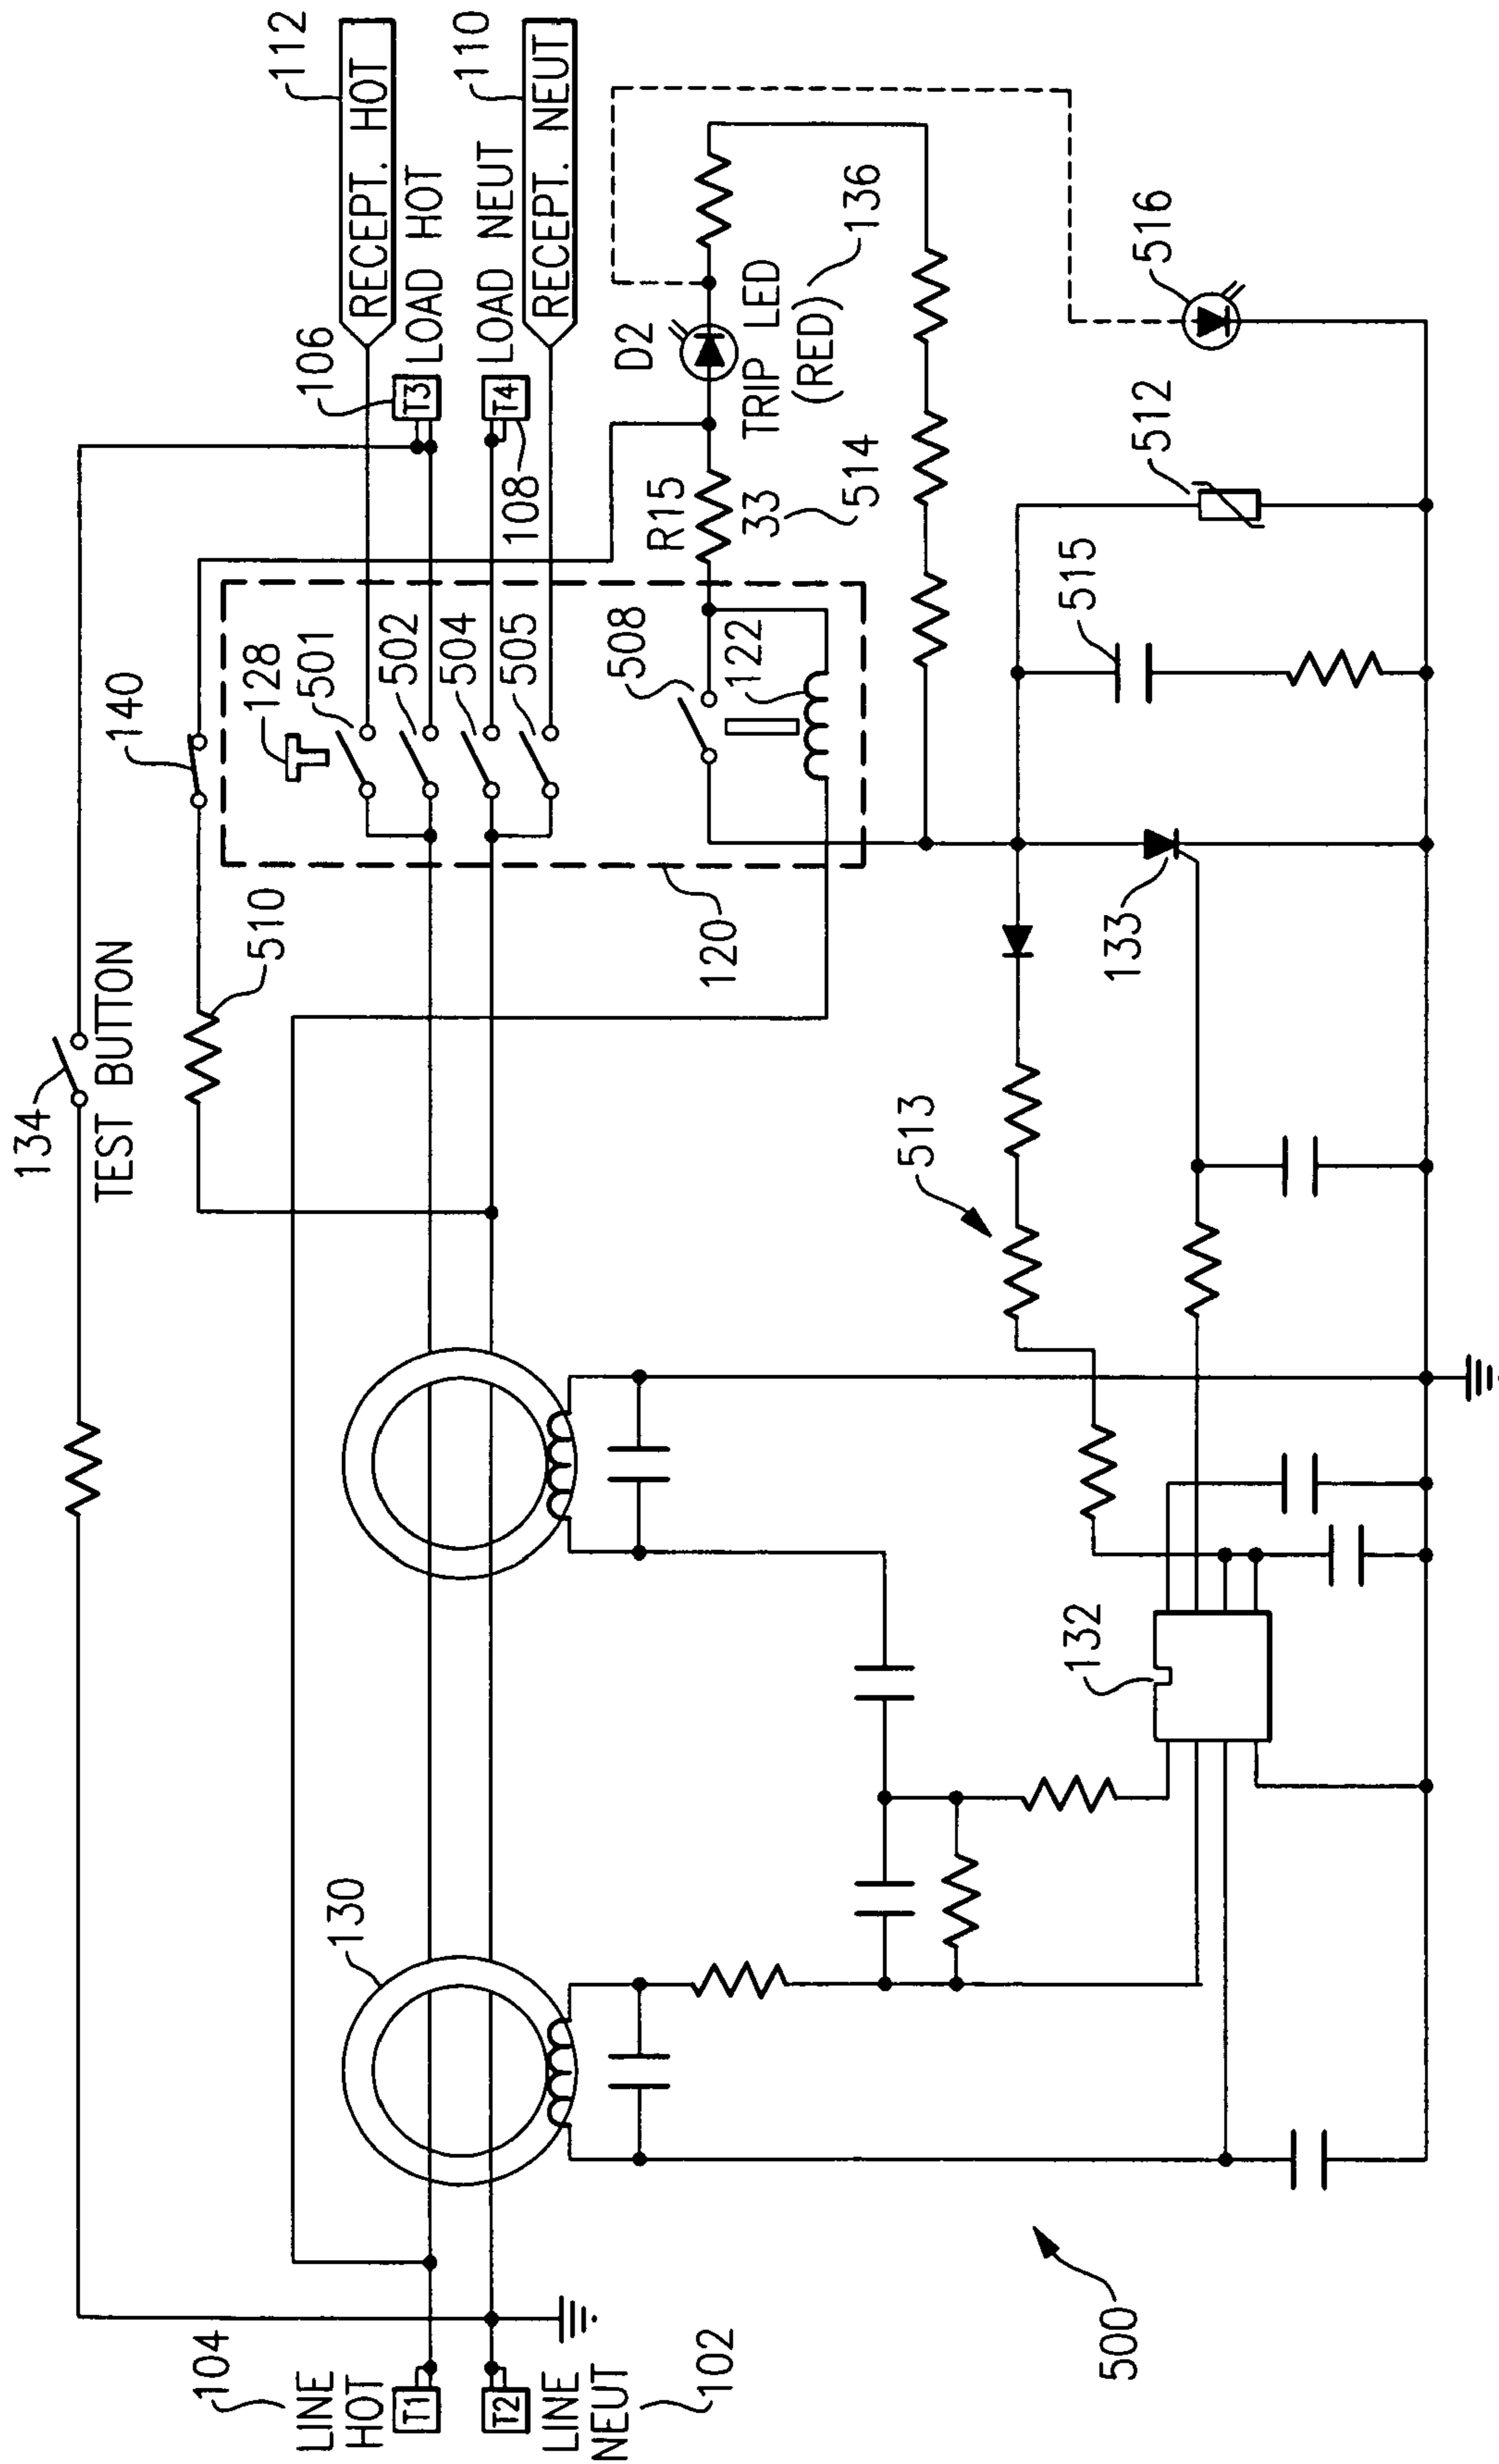 134
TEST BUTTON
140
510
128
501
502
504
505
112
RECEPT. HOT
106
T3
LOAD HOT
LOAD NEUT
T4
108
110
RECEPT. NEUT
104
LINE
HOT
T1
T2
LINE
NEUT
102
130
120
508
122
R15
33
514
D2
TRIP LED
(RED)
136
513
133
515
512
516
132
500